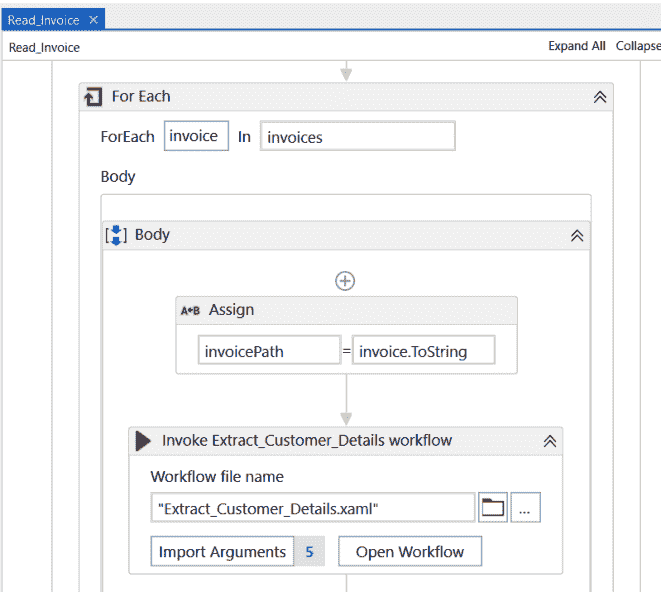 Read_Invoice ×
Read_Invoice Expand All Collapse
For Each
ForEach invoice In invoices
Body
Body
A↔B Assign
invoicePath = invoice.ToString
Invoke Extract_Customer_Details workflow
Workflow file name
"Extract_Customer_Details.xaml" ...
Import Arguments 5 Open Workflow